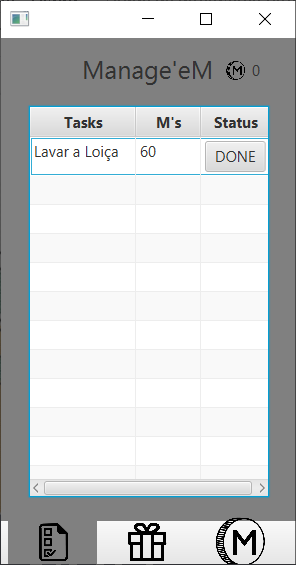 Manage'eM M 0
Tasks M's Status
Lavar a Loiça 60 DONE
M